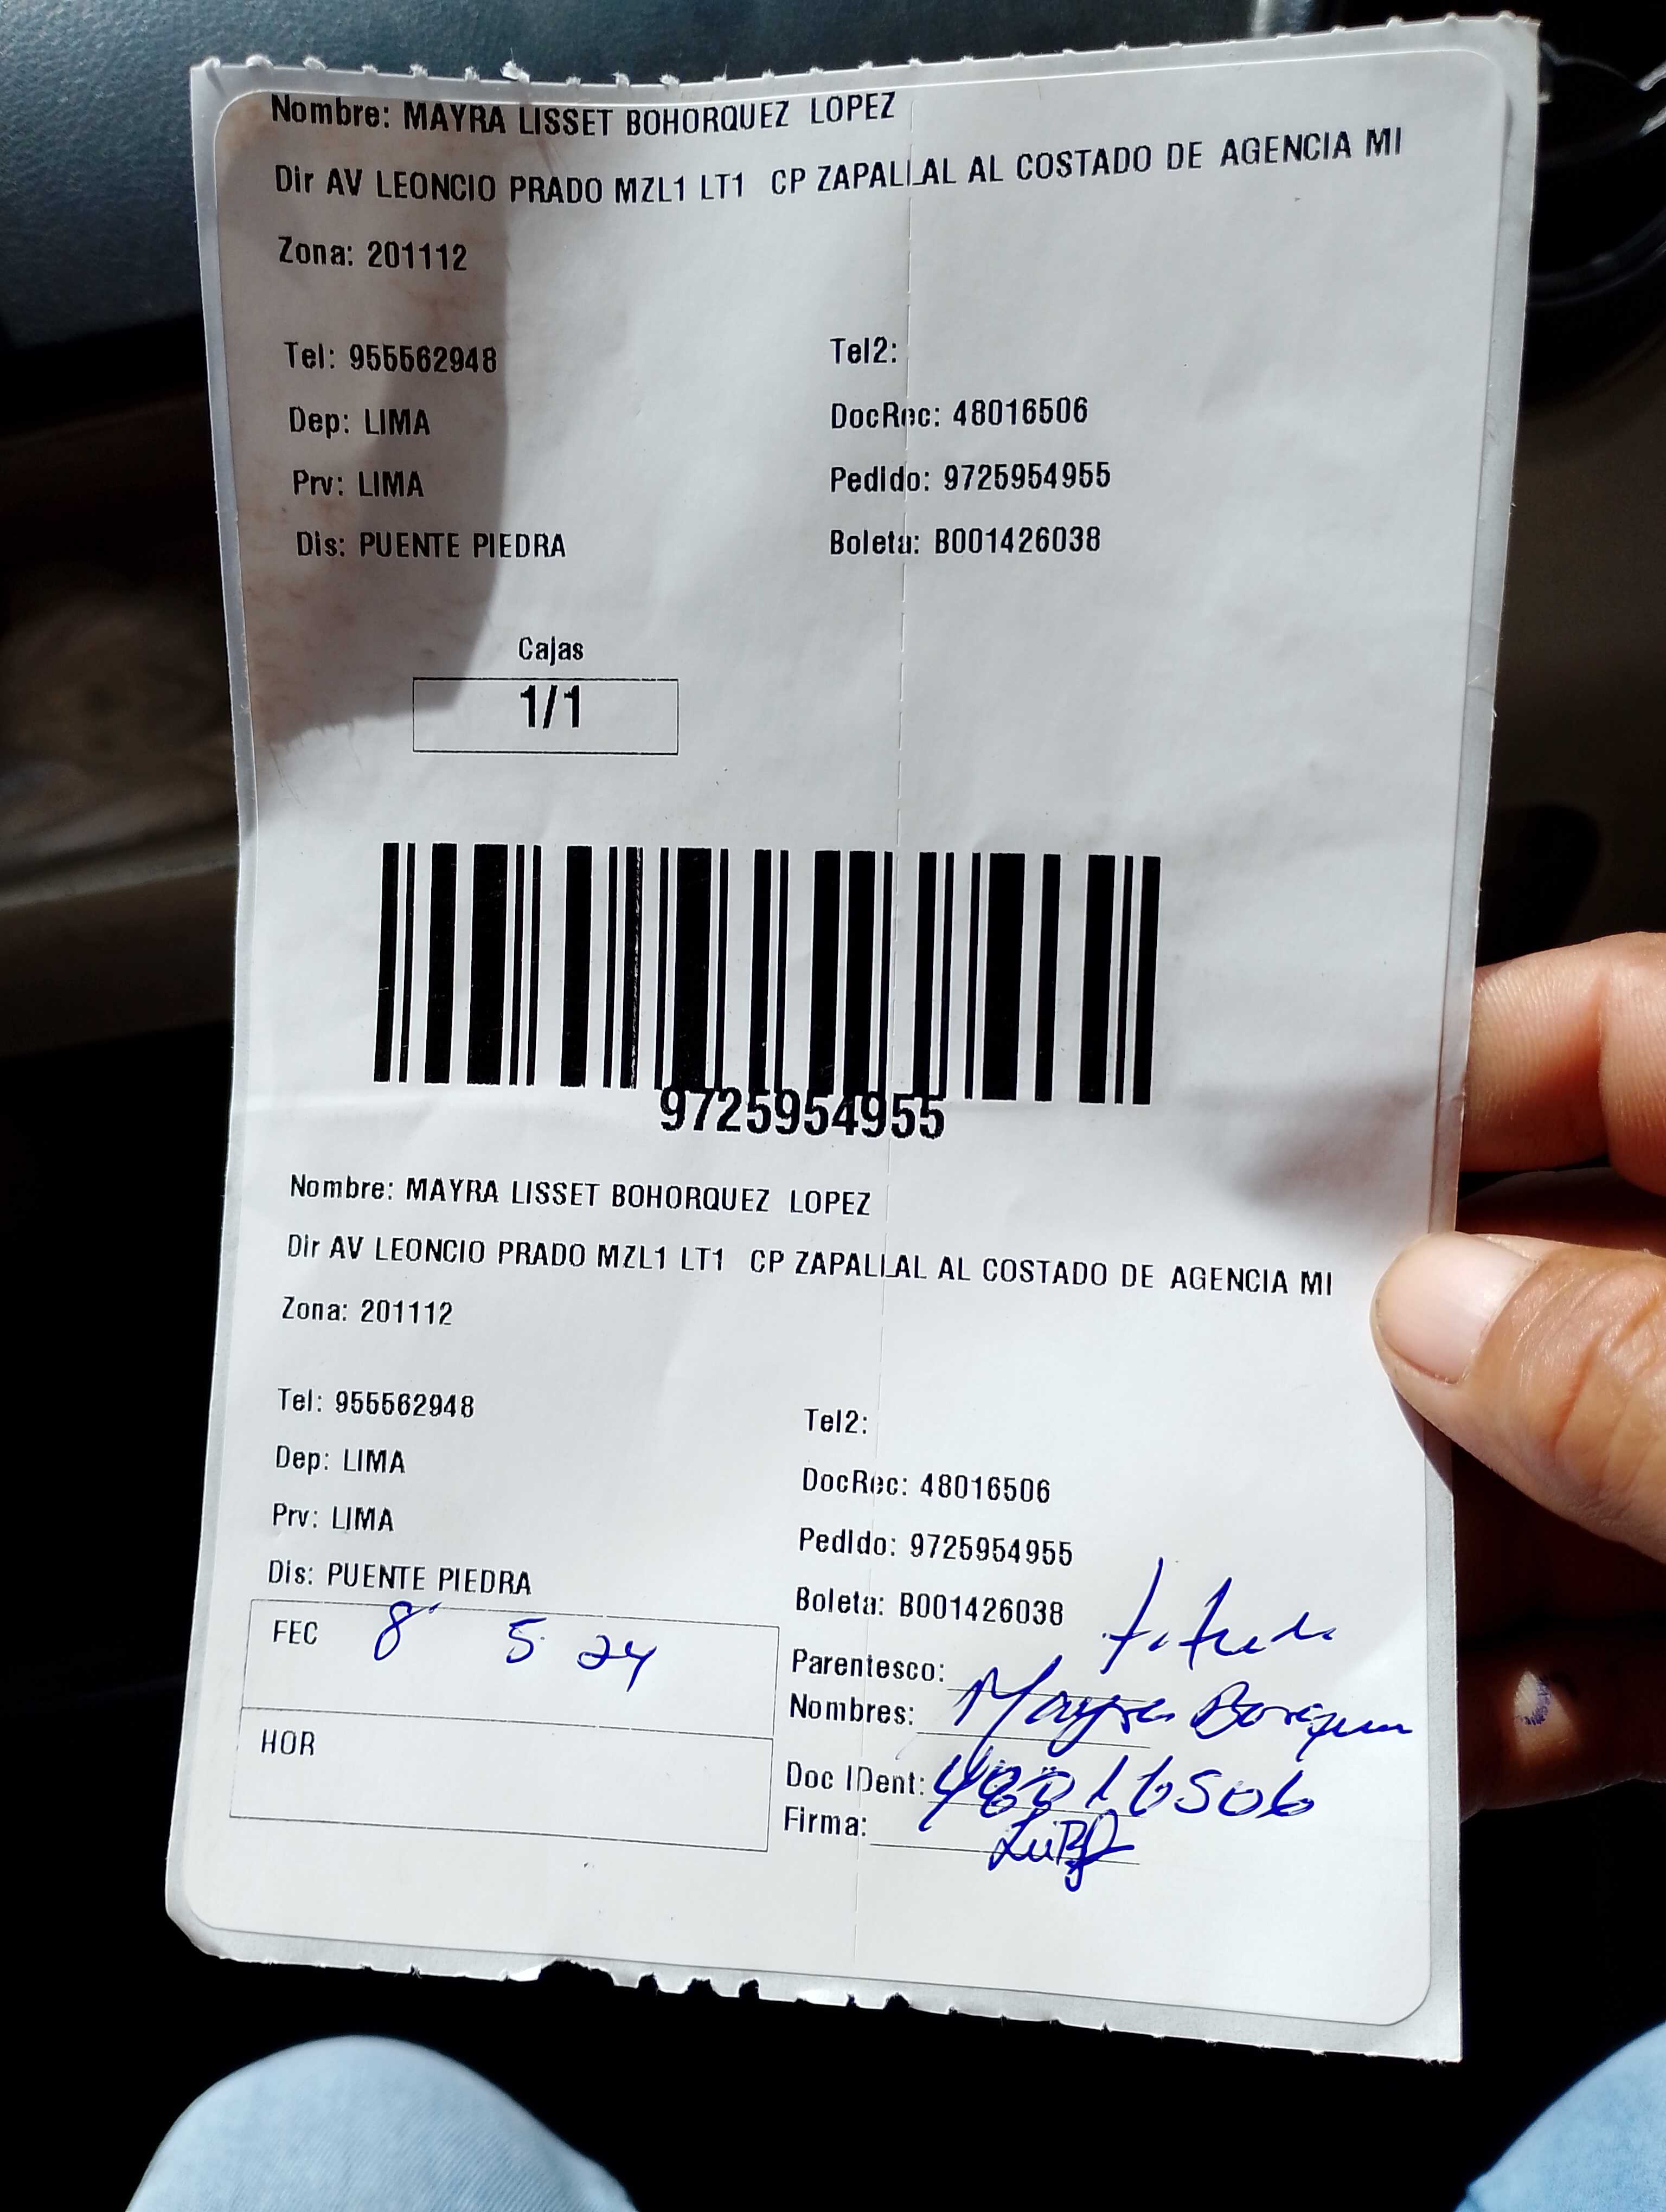 Nombre: MAYRA LISSET BOHORQUEZ LOPEZ
Dir AV LEONCIO PRADO MZL1 LT1 CP ZAPALLAL AL COSTADO DE AGENCIA MI
Zona: 201112
Tel: 955562948 Tel2:
Dep: LIMA DocRec: 48016506
Prv: LIMA Pedido: 9725954955
Dis: PUENTE PIEDRA Boleta: B001426038
Cajas
1/1
9725954955
Nombre: MAYRA LISSET BOHORQUEZ LOPEZ
Dir AV LEONCIO PRADO MZL1 LT1 CP ZAPALLAL AL COSTADO DE AGENCIA MI
Zona: 201112
Tel: 955562948 Tel2:
Dep: LIMA DocRec: 48016506
Prv: LIMA Pedido: 9725954955
Dis: PUENTE PIEDRA Boleta: B001426038
FEC 8 5 24
Parentesco:
Nombres: Mayra
HOR
Doc IDent: 48016506
Firma: